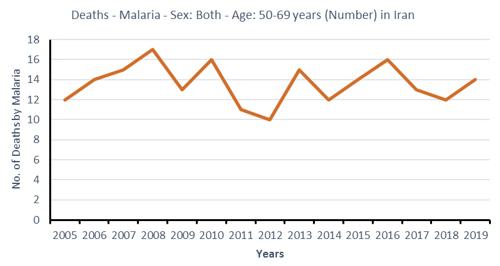 Deaths - Malaria - Sex: Both - Age: 50-69 years (Number) in Iran
No. of Deaths by Malaria
18
16
14
12
10
8
6
4
2
0
2005 2006 2007 2008 2009 2010 2011 2012 2013 2014 2015 2016 2017 2018 2019
Years